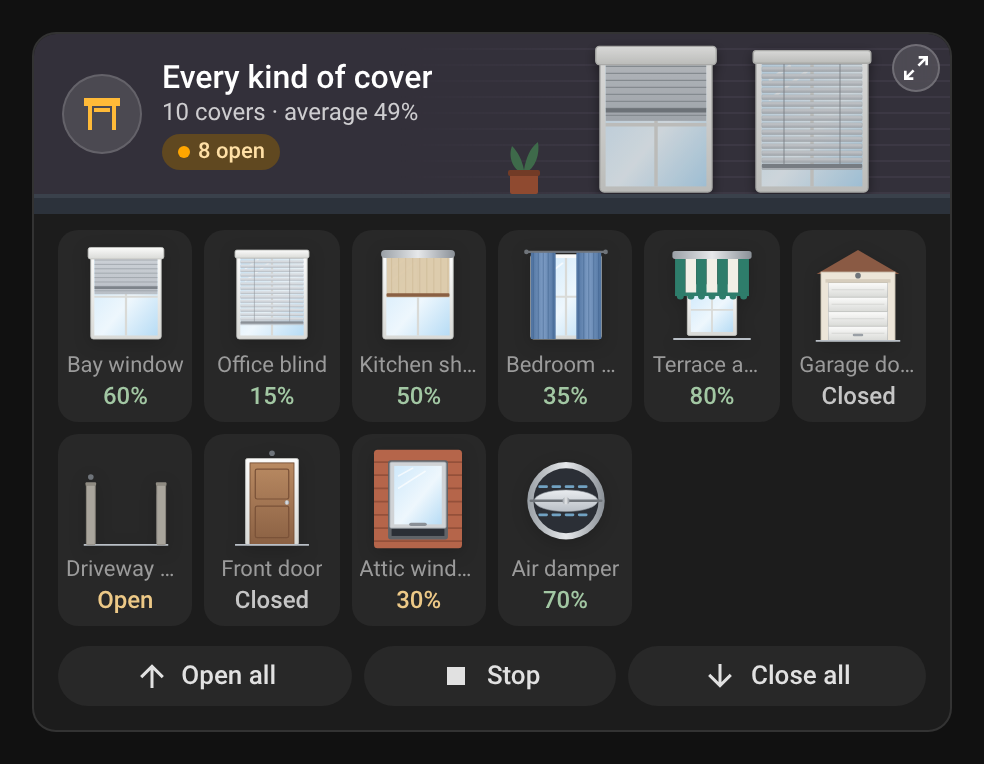 Every kind of cover
10 covers · average 49%
8 open
Bay window
60%
Office blind
15%
Kitchen sh...
50%
Bedroom ...
35%
Terrace a...
80%
Garage do...
Closed
Driveway ...
Open
Front door
Closed
Attic wind...
30%
Air damper
70%
Open all
Stop
Close all